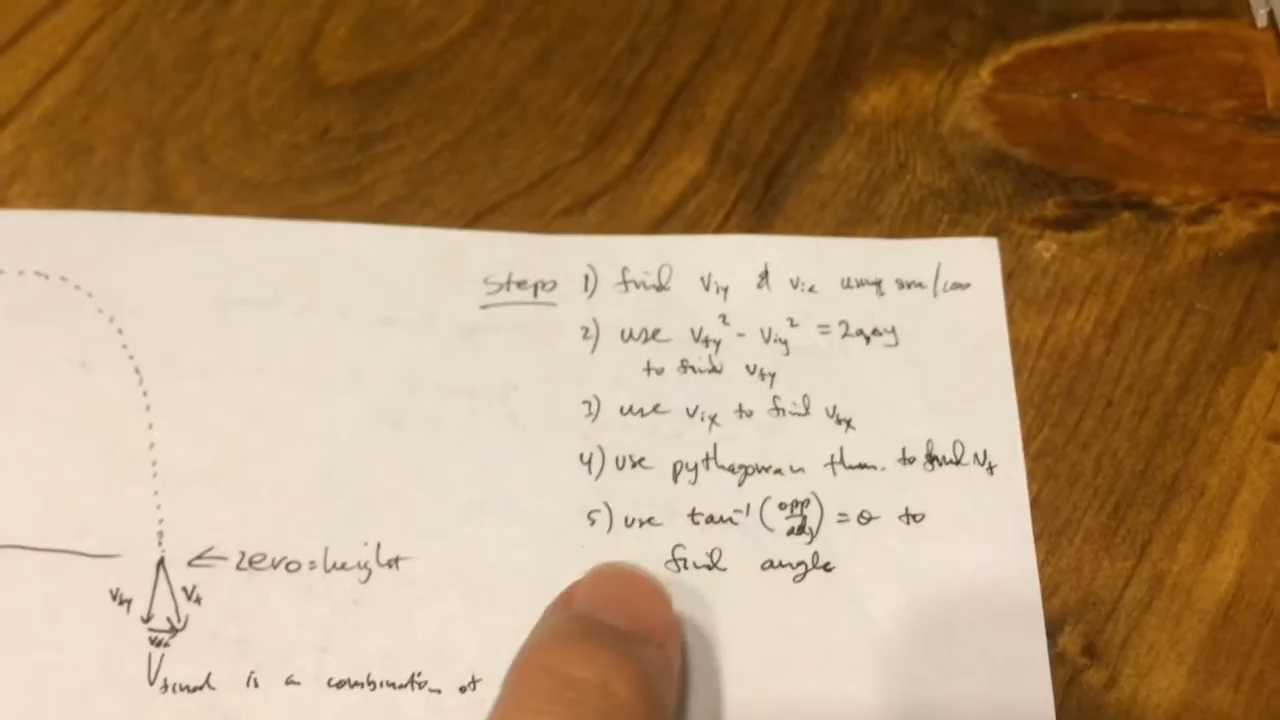 Steps 1) find viy & vix using sin/cos
2) use vfy² - viy² = 2a∆y
to find vfy
3) use vix to find vfx
4) use pythagorean thm. to find vf
5) use tan⁻¹ (opp/adj) = θ to
find angle
← zero = height
vfy vf
vfx
Vfinal is a combination of